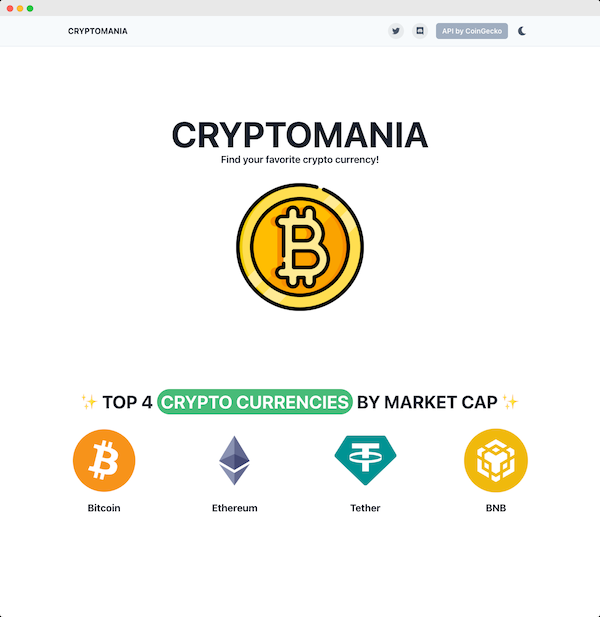 CRYPTOMANIA
API by CoinGecko
CRYPTOMANIA
Find your favorite crypto currency!
✨ TOP 4 CRYPTO CURRENCIES BY MARKET CAP ✨
Bitcoin
Ethereum
Tether
BNB